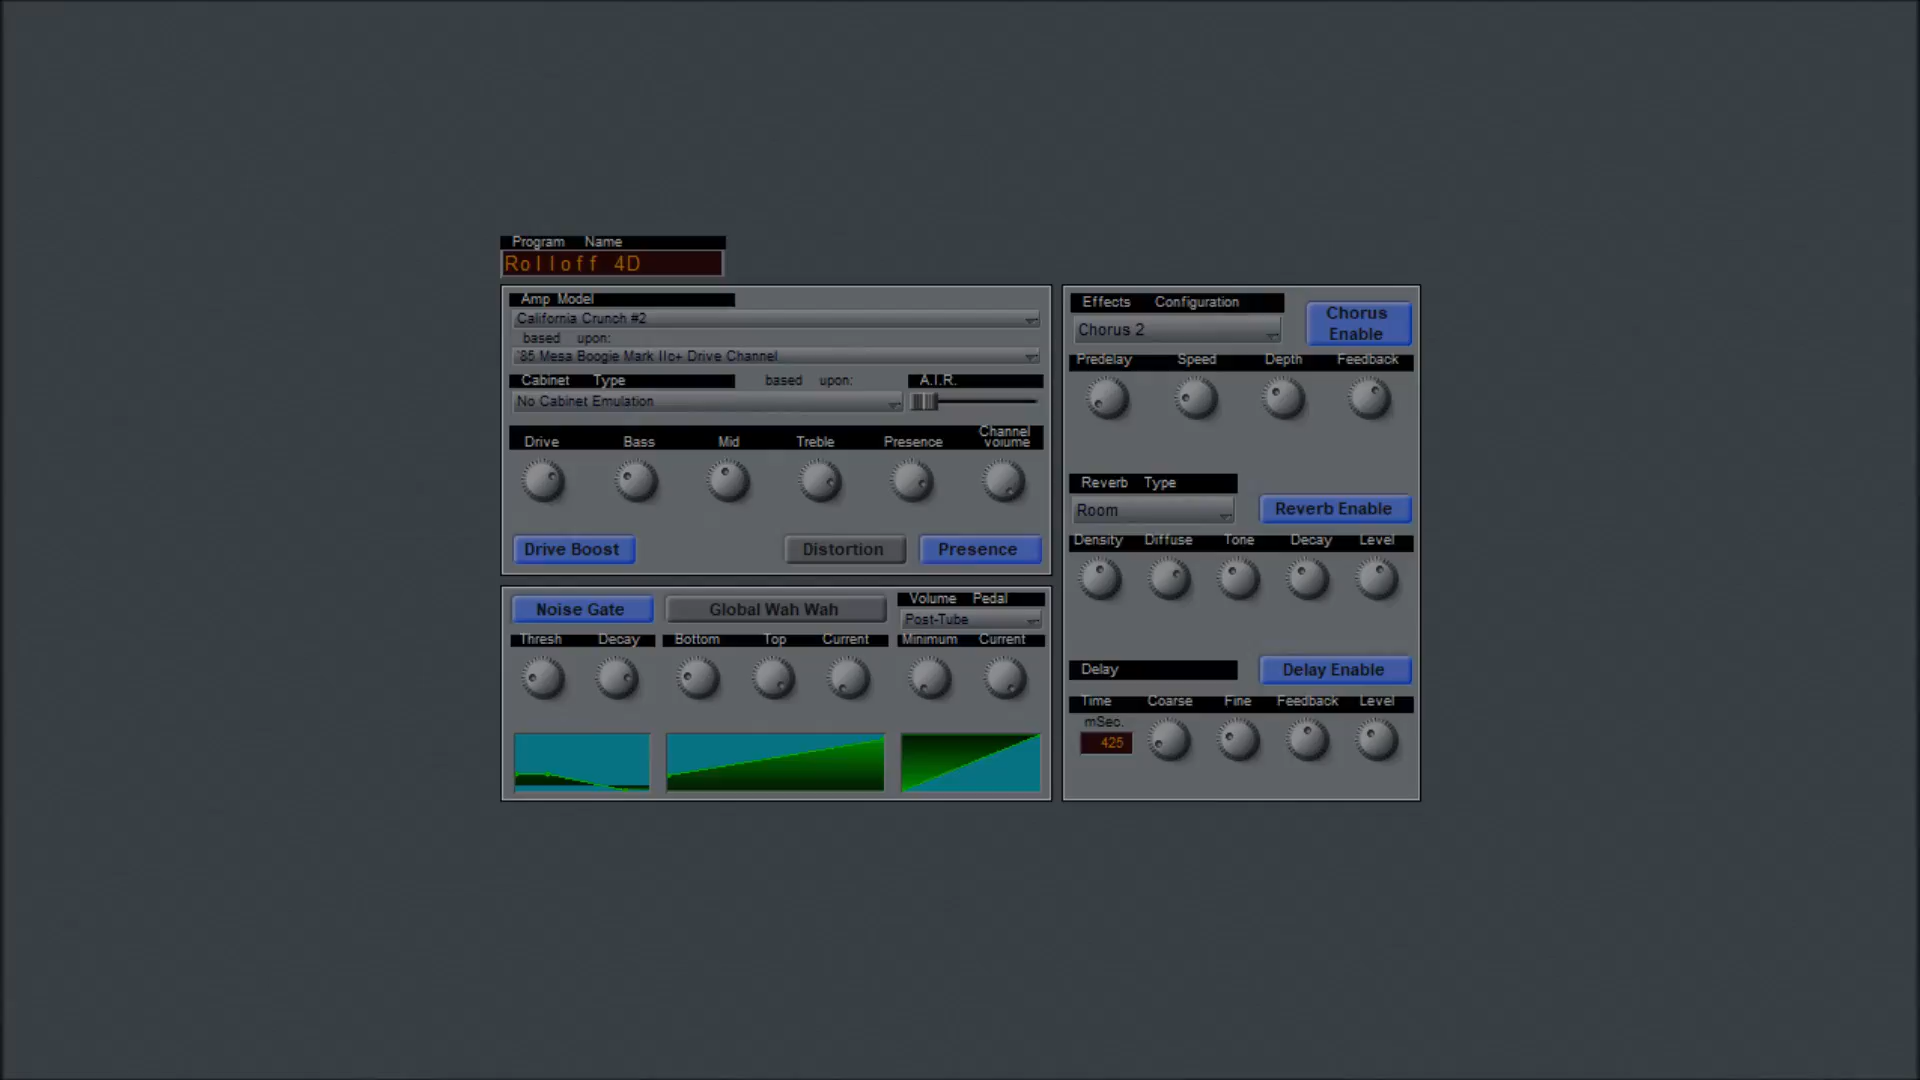 Program Name
Rolloff 4D
Amp Model
California Crunch #2
based upon:
'85 Mesa Boogie Mark IIc+ Drive Channel
Cabinet Type based upon: A.I.R.
No Cabinet Emulation
Drive Bass Mid Treble Presence Channel Volume
Drive Boost Distortion Presence
Noise Gate Global Wah Wah Volume Pedal
Post-Tube
Thresh Decay Bottom Top Current Minimum Current
Effects Configuration
Chorus 2
Chorus Enable
Predelay Speed Depth Feedback
Reverb Type
Room
Reverb Enable
Density Diffuse Tone Decay Level
Delay
Delay Enable
Time Coarse Fine Feedback Level
mSec.
425